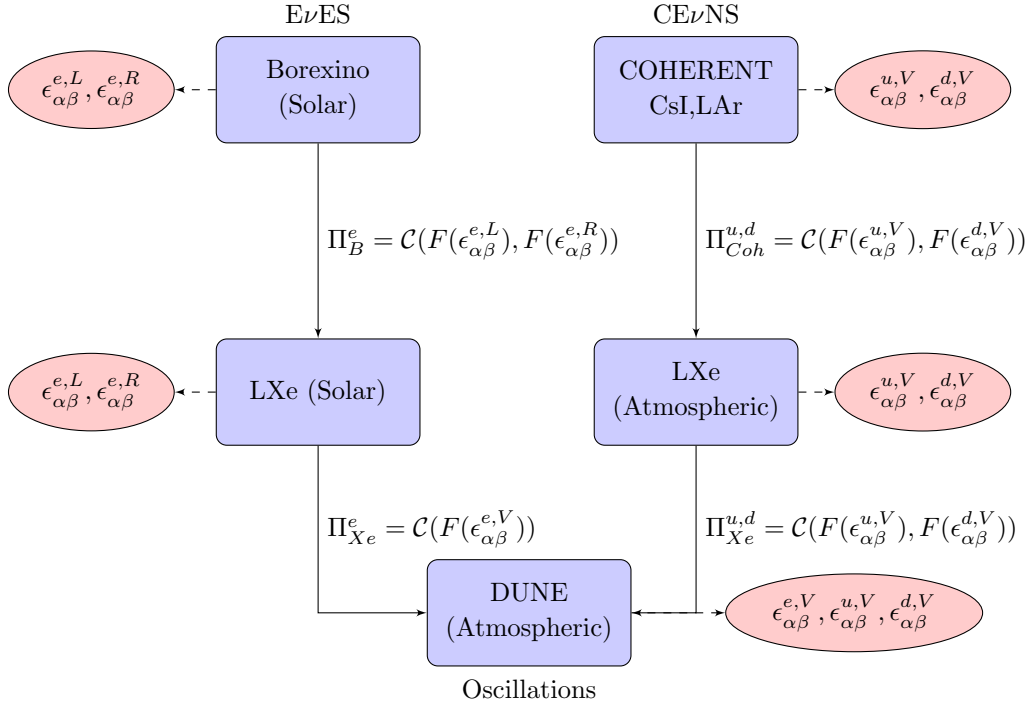 EνES
CEνNS
ϵ^{e,L}_{αβ}, ϵ^{e,R}_{αβ}
Borexino
(Solar)
COHERENT
CsI,LAr
ϵ^{u,V}_{αβ}, ϵ^{d,V}_{αβ}
Π^e_B = C(F(ϵ^{e,L}_{αβ}), F(ϵ^{e,R}_{αβ}))
Π^{u,d}_{Coh} = C(F(ϵ^{u,V}_{αβ}), F(ϵ^{d,V}_{αβ}))
ϵ^{e,L}_{αβ}, ϵ^{e,R}_{αβ}
LXe (Solar)
LXe
(Atmospheric)
ϵ^{u,V}_{αβ}, ϵ^{d,V}_{αβ}
Π^e_{Xe} = C(F(ϵ^{e,V}_{αβ}))
Π^{u,d}_{Xe} = C(F(ϵ^{u,V}_{αβ}), F(ϵ^{d,V}_{αβ}))
DUNE
(Atmospheric)
ϵ^{e,V}_{αβ}, ϵ^{u,V}_{αβ}, ϵ^{d,V}_{αβ}
Oscillations